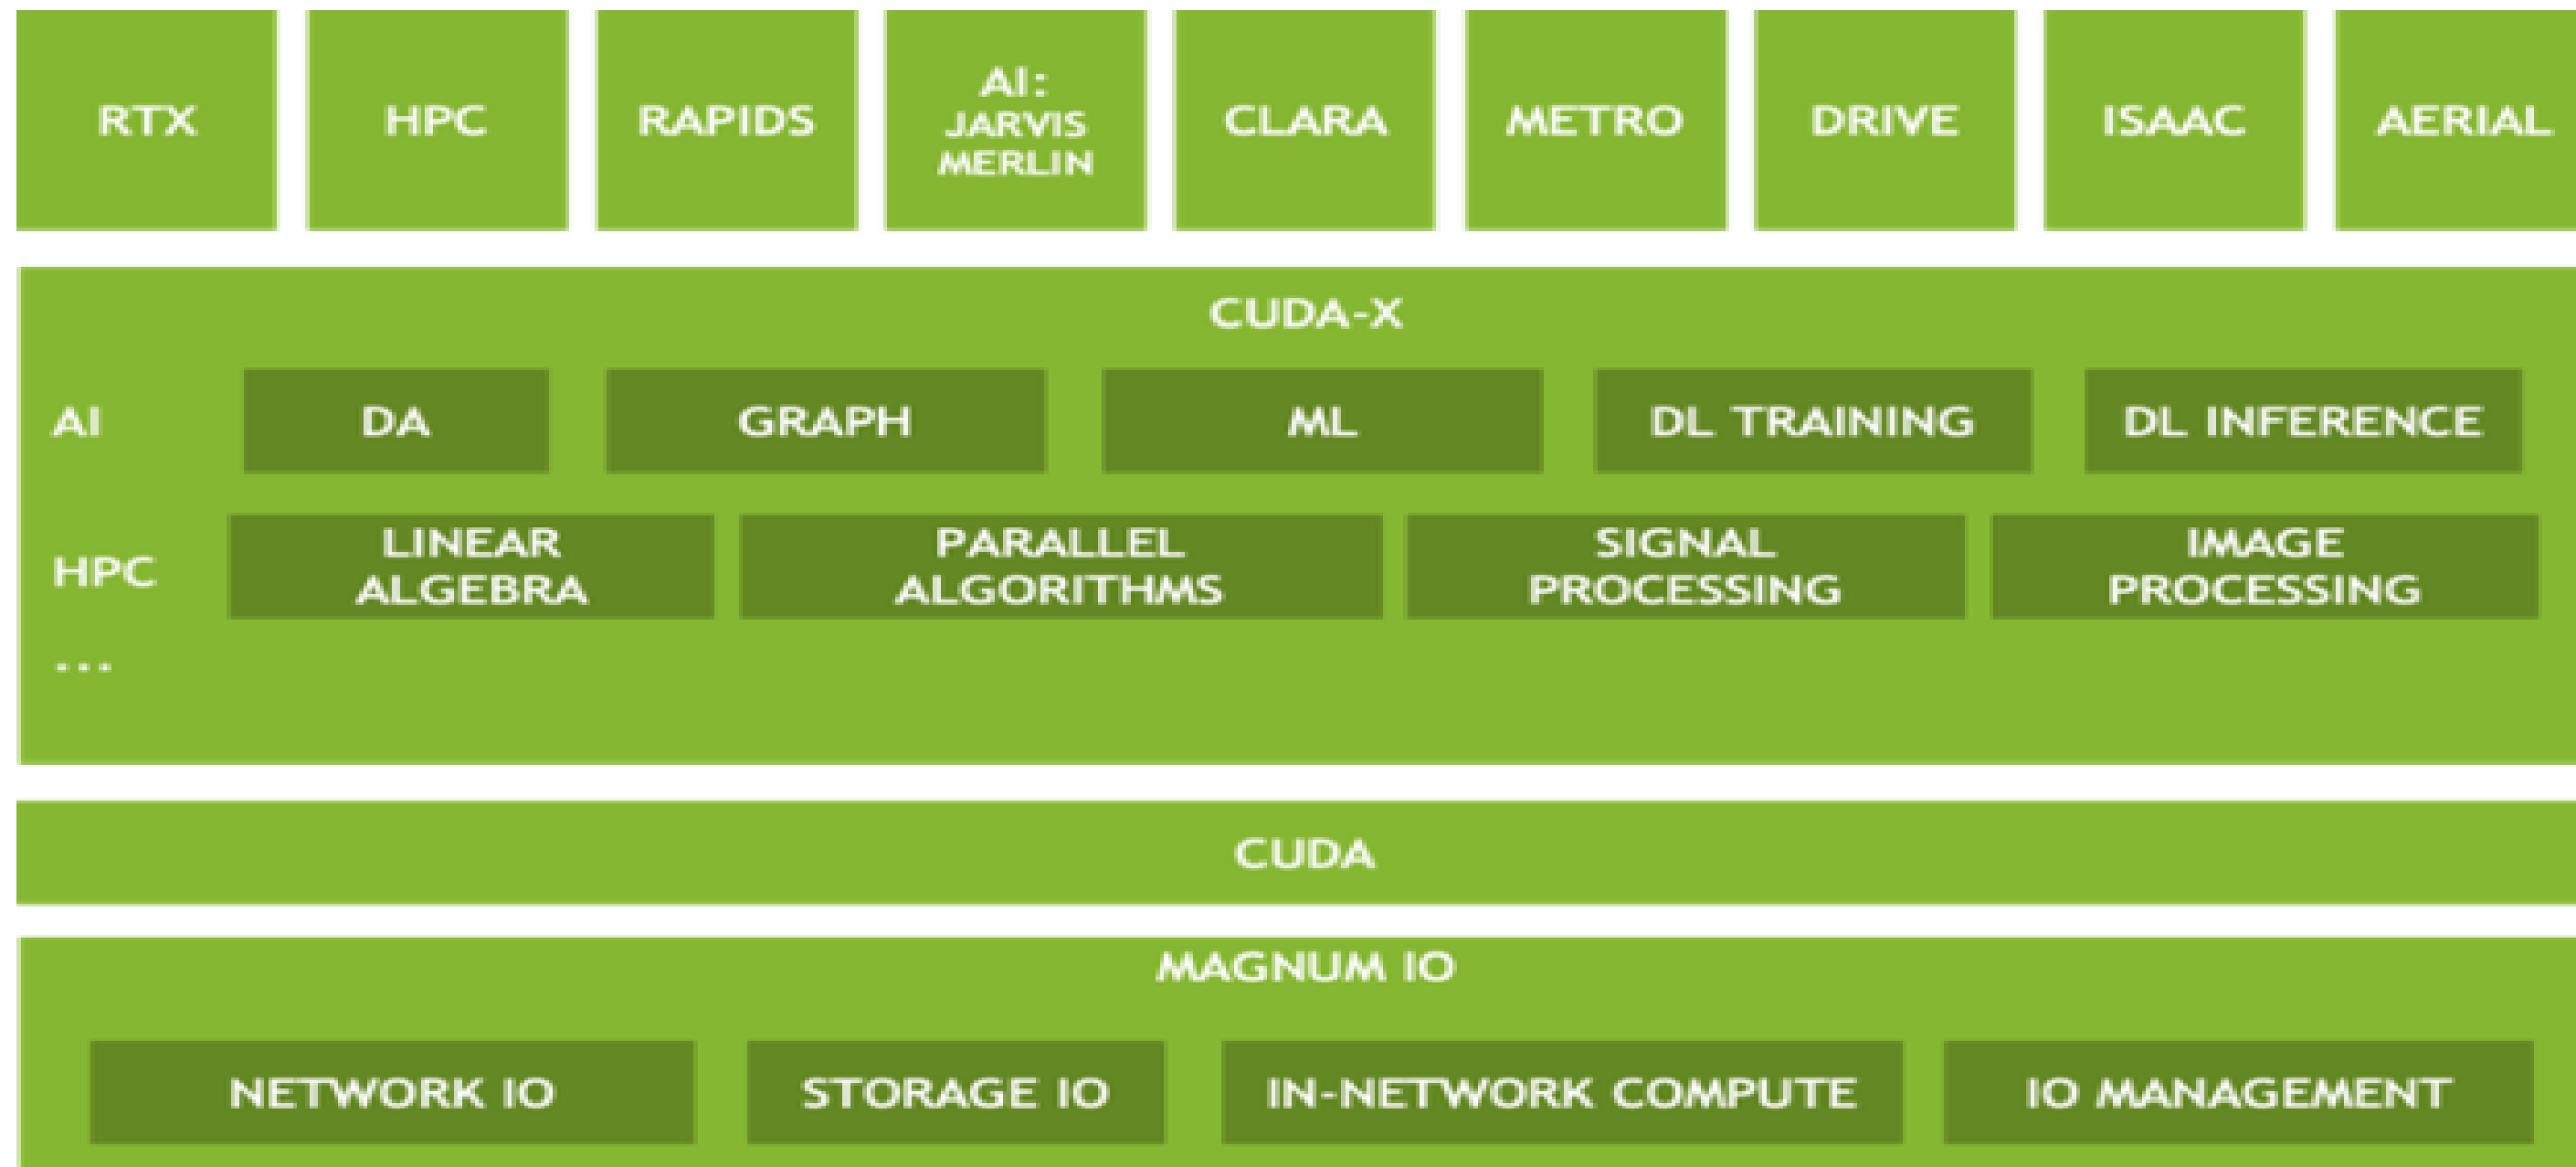 RTX
HPC
RAPIDS
AI:
JARVIS
MERLIN
CLARA
METRO
DRIVE
ISAAC
AERIAL
CUDA-X
AI
DA
GRAPH
ML
DL TRAINING
DL INFERENCE
HPC
LINEAR
ALGEBRA
PARALLEL
ALGORITHMS
SIGNAL
PROCESSING
IMAGE
PROCESSING
...
CUDA
MAGNUM IO
NETWORK IO
STORAGE IO
IN-NETWORK COMPUTE
IO MANAGEMENT